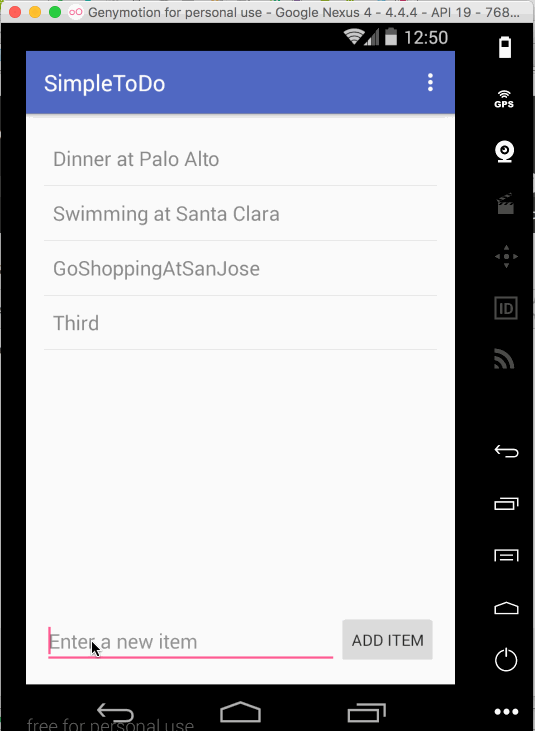 Genymotion for personal use - Google Nexus 4 - 4.4.4 - API 19 - 768...
12:50
GPS
SimpleToDo
Dinner at Palo Alto
Swimming at Santa Clara
GoShoppingAtSanJose
ID
Third
Enter a new item
ADD ITEM
free for personal use